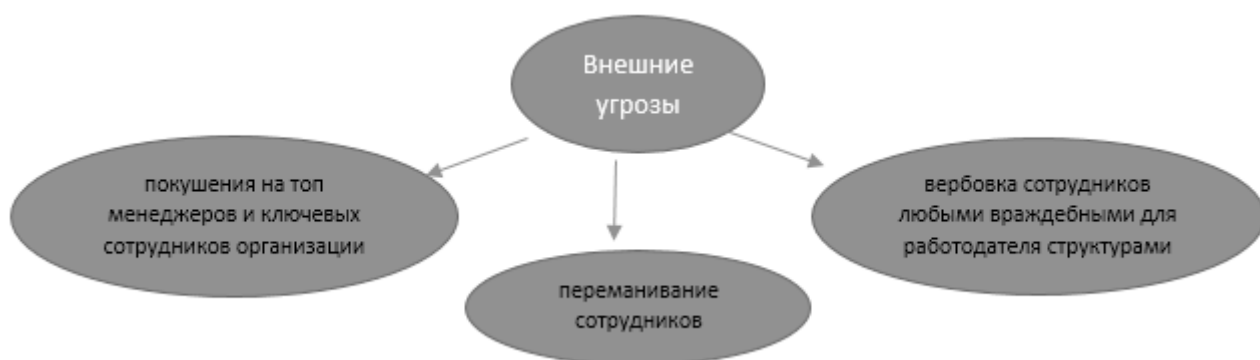 Внешние
угрозы
покушения на топ
менеджеров и ключевых
сотрудников организации
переманивание
сотрудников
вербовка сотрудников
любыми враждебными для
работодателя структурами